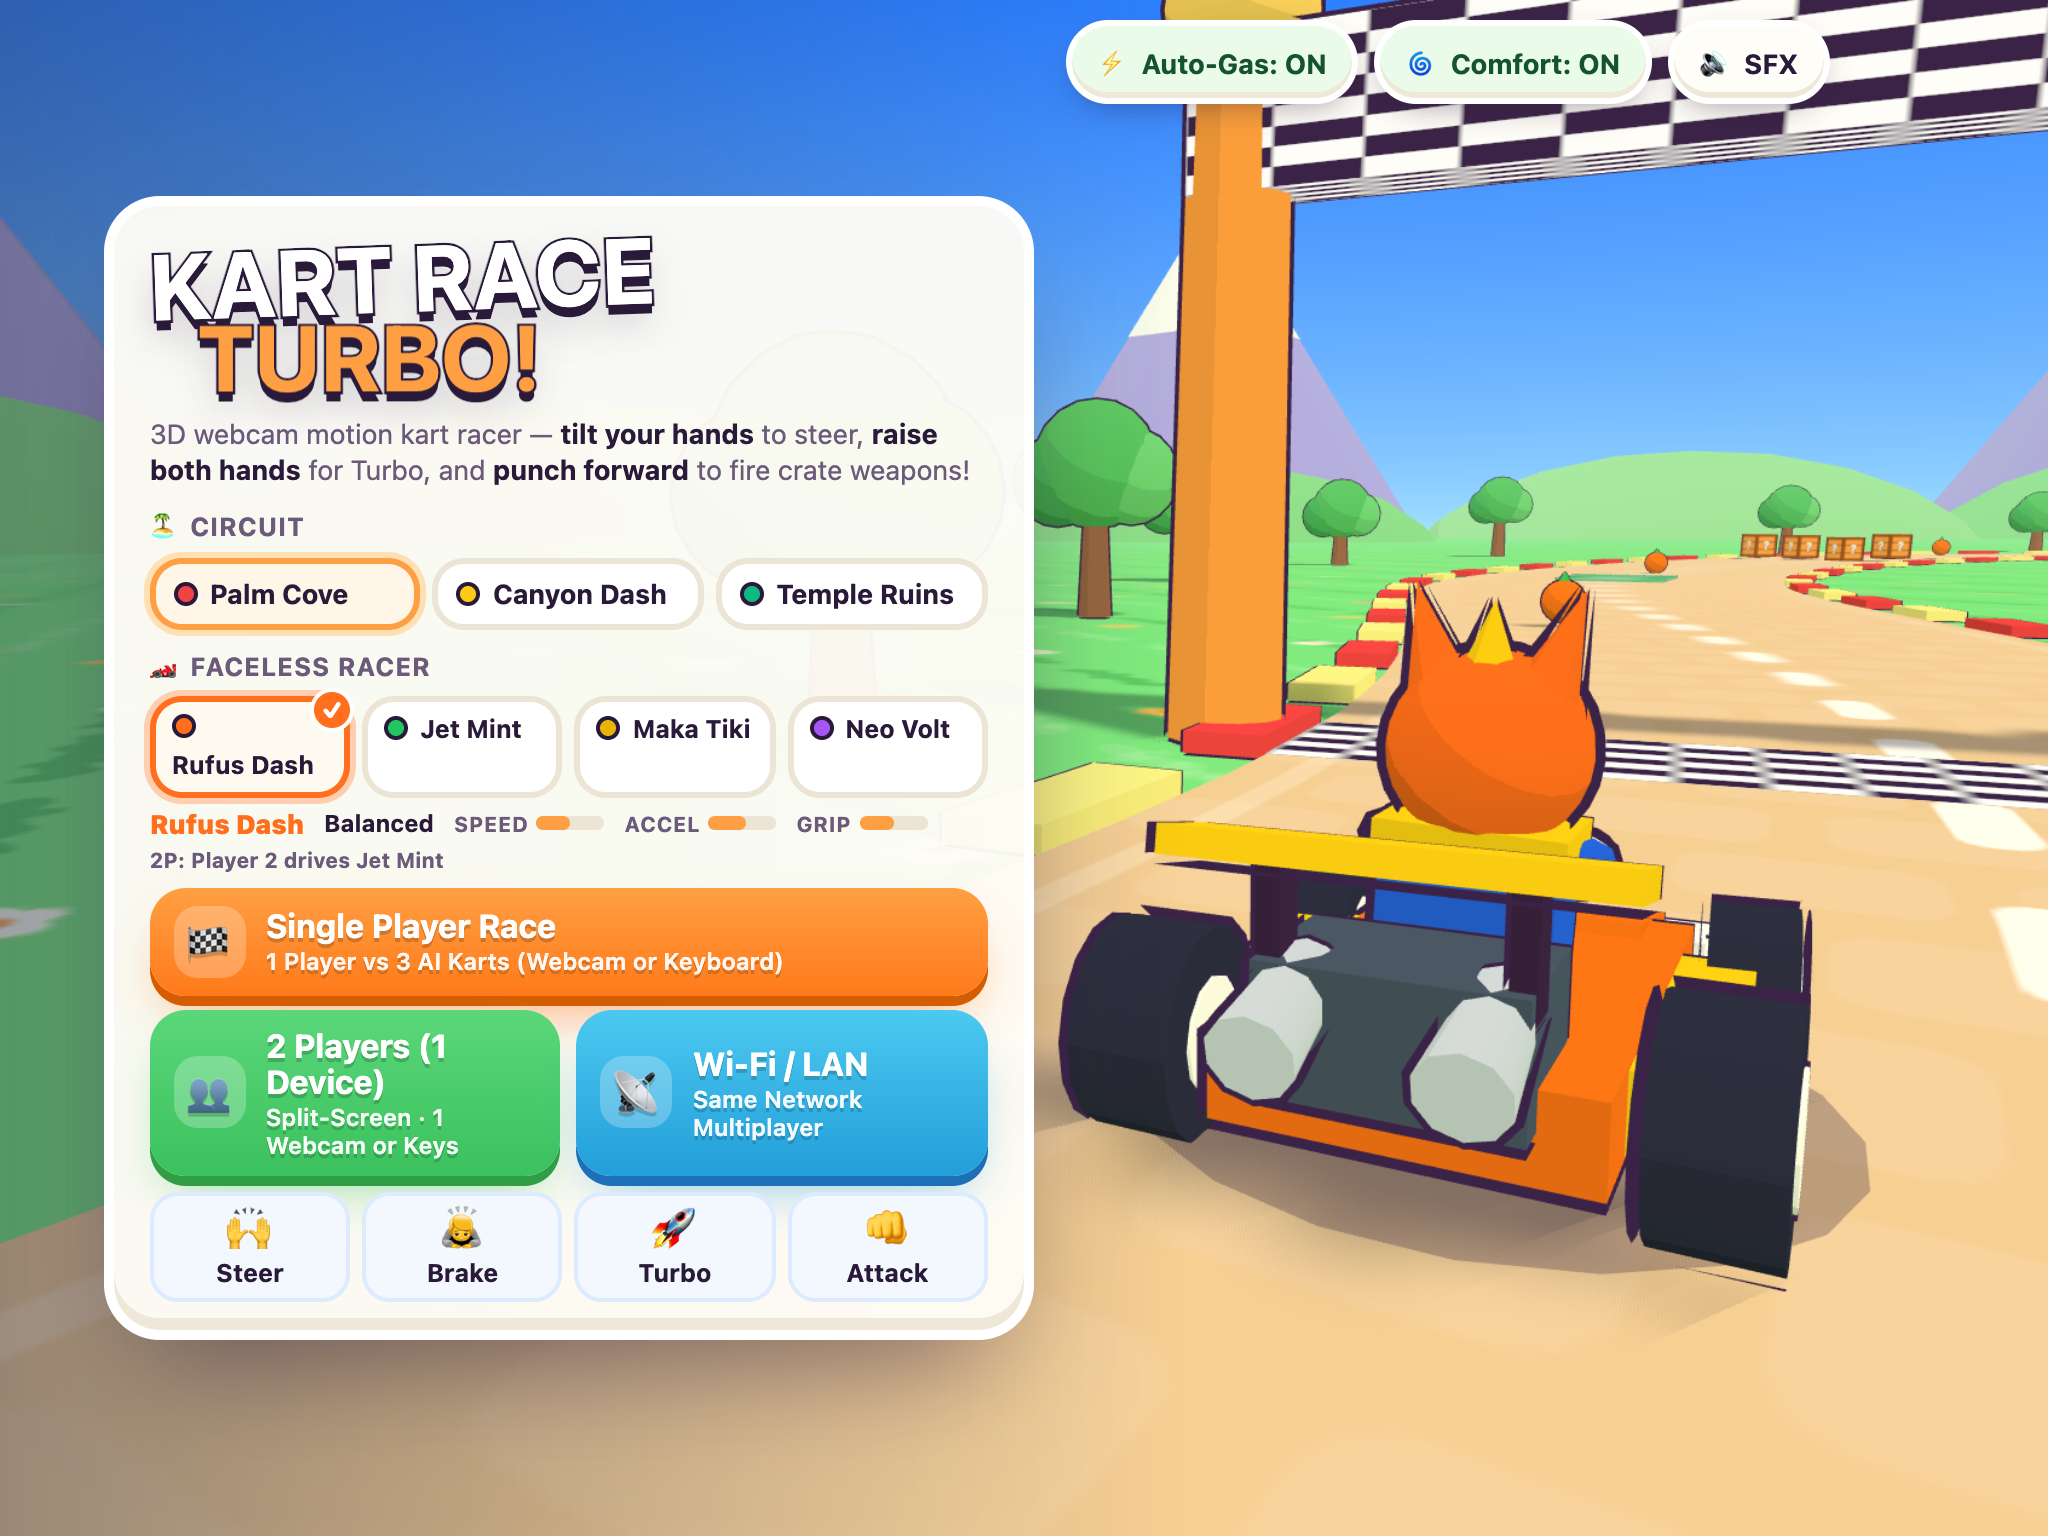 Auto-Gas: ON
Comfort: ON
SFX
KART RACE
TURBO!
3D webcam motion kart racer — tilt your hands to steer, raise
both hands for Turbo, and punch forward to fire crate weapons!
CIRCUIT
Palm Cove
Canyon Dash
Temple Ruins
FACELESS RACER
Rufus Dash
Jet Mint
Maka Tiki
Neo Volt
Rufus Dash Balanced SPEED ACCEL GRIP
2P: Player 2 drives Jet Mint
Single Player Race
1 Player vs 3 AI Karts (Webcam or Keyboard)
2 Players (1
Device)
Split-Screen · 1
Webcam or Keys
Wi-Fi / LAN
Same Network
Multiplayer
Steer
Brake
Turbo
Attack